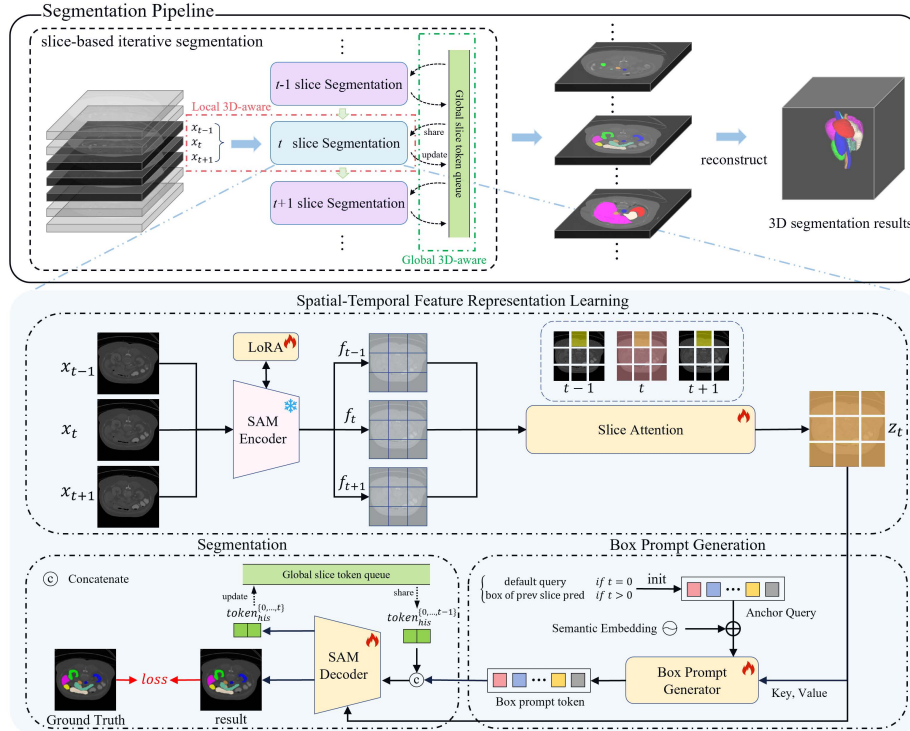 Segmentation Pipeline
slice-based iterative segmentation
t-1 slice Segmentation
Local 3D-aware
x_{t-1}
x_t
x_{t+1}
t slice Segmentation
share
update
t+1 slice Segmentation
Global slice token queue
Global 3D-aware
reconstruct
3D segmentation results
Spatial-Temporal Feature Representation Learning
x_{t-1}
x_t
x_{t+1}
LoRA
SAM
Encoder
f_{t-1}
f_t
f_{t+1}
t − 1
t
t + 1
Slice Attention
z_t
Segmentation
c Concatenate
Global slice token queue
update
share
token_{his}^{{0,...,t}}
token_{his}^{{0,...,t−1}}
SAM
Decoder
c
loss
Ground Truth
result
Box Prompt Generation
default query if t = 0
box of prev slice pred if t > 0
init
Anchor Query
Semantic Embedding
Box Prompt
Generator
Key, Value
Box prompt token